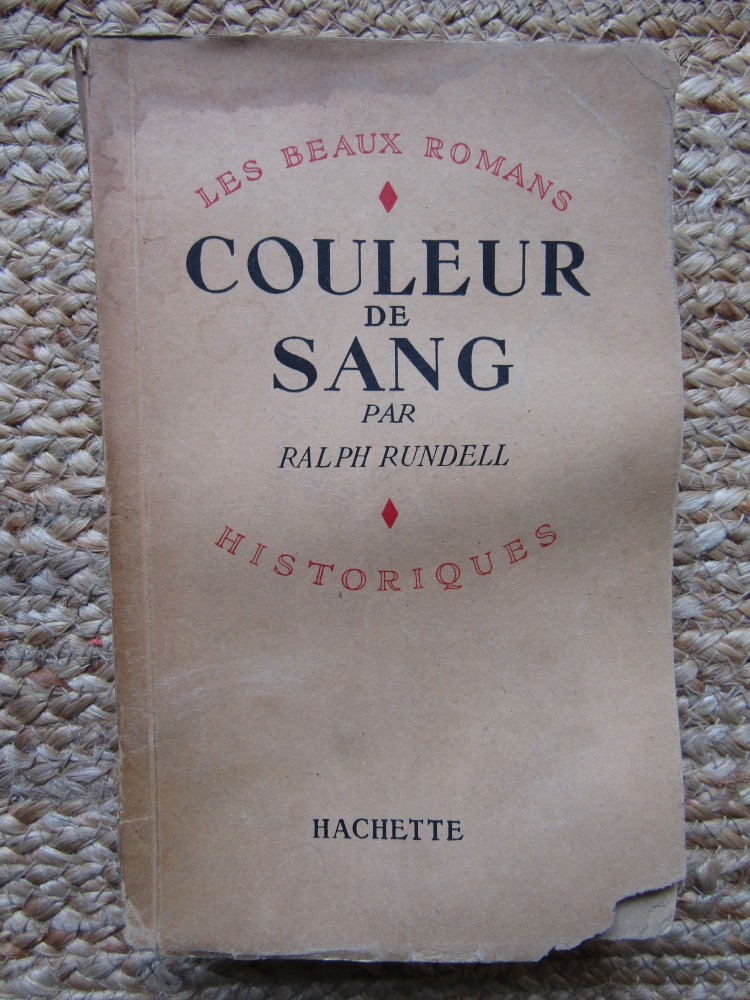 LES BEAUX ROMANS
COULEUR
DE
SANG
PAR
RALPH RUNDELL
HISTORIQUES
HACHETTE